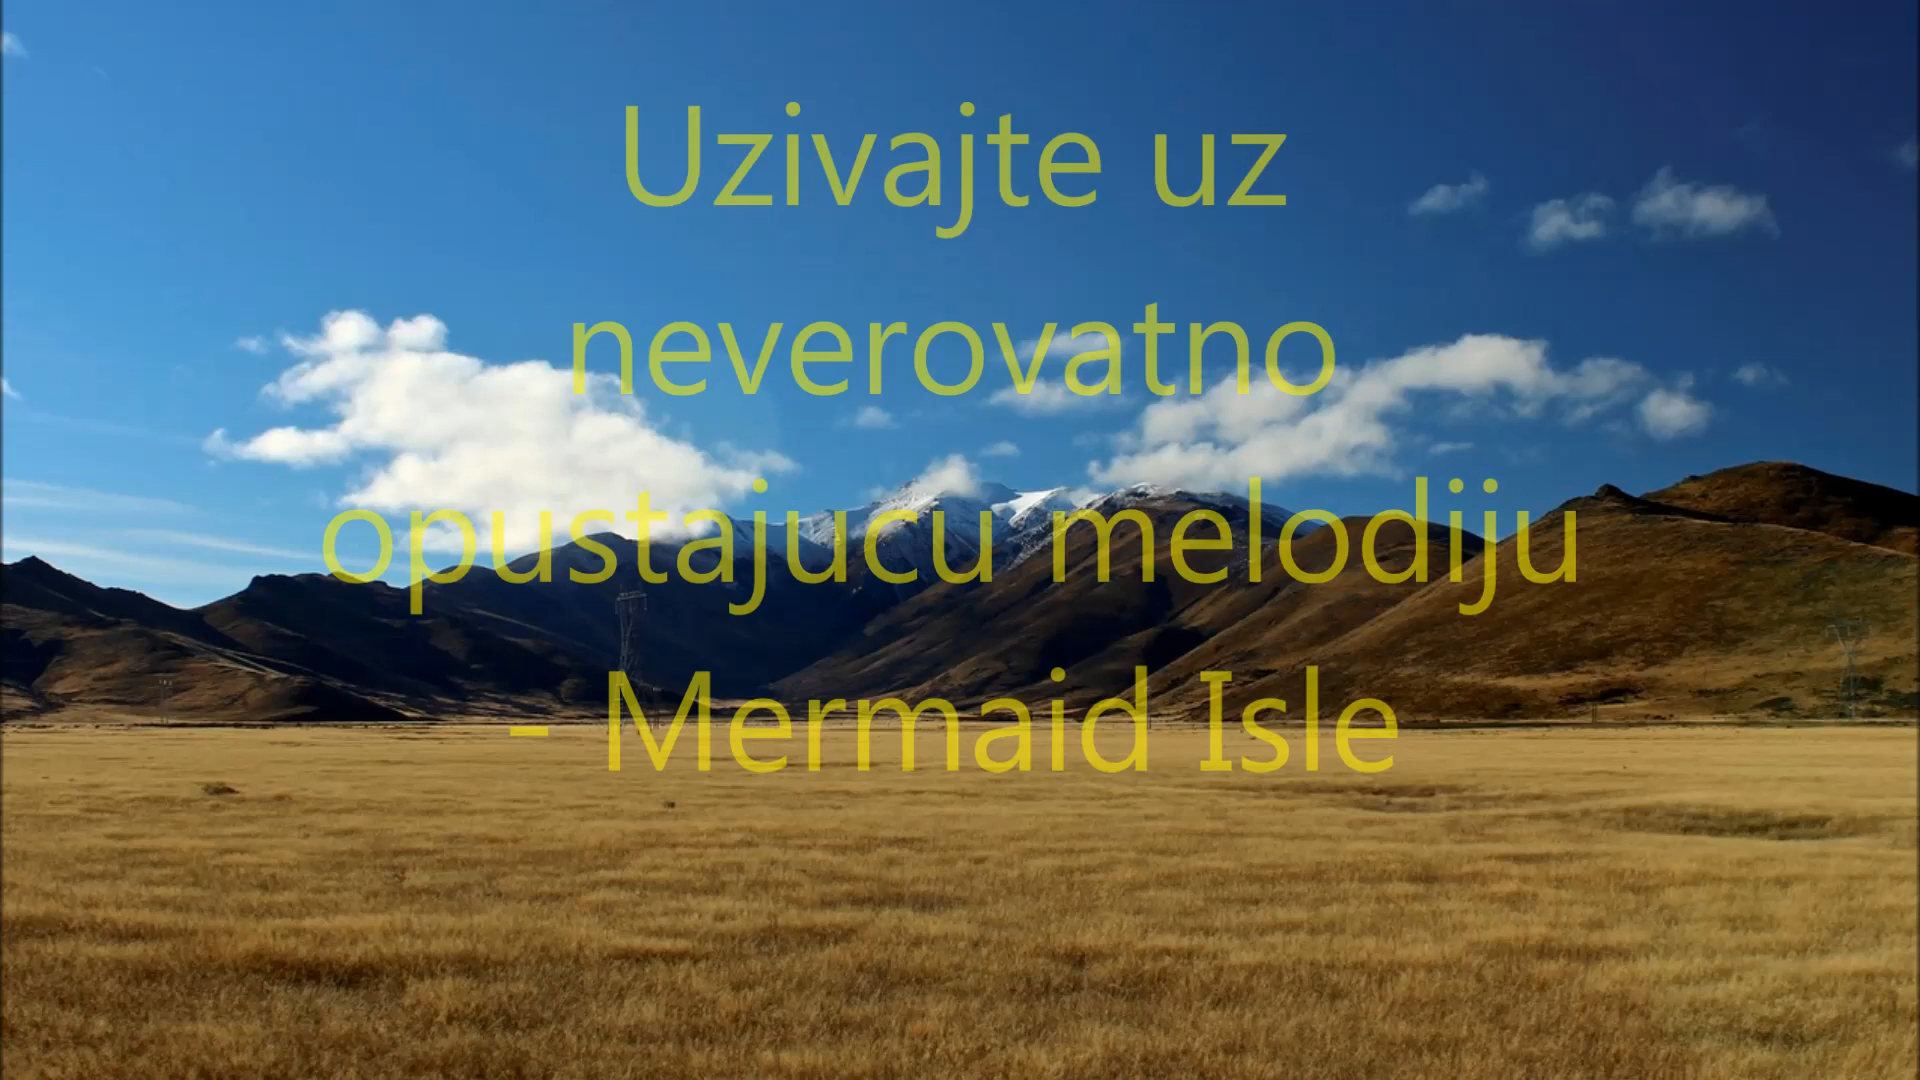 Uzivajte uz
neverovatno
opustajucu melodiju
- Mermaid Isle